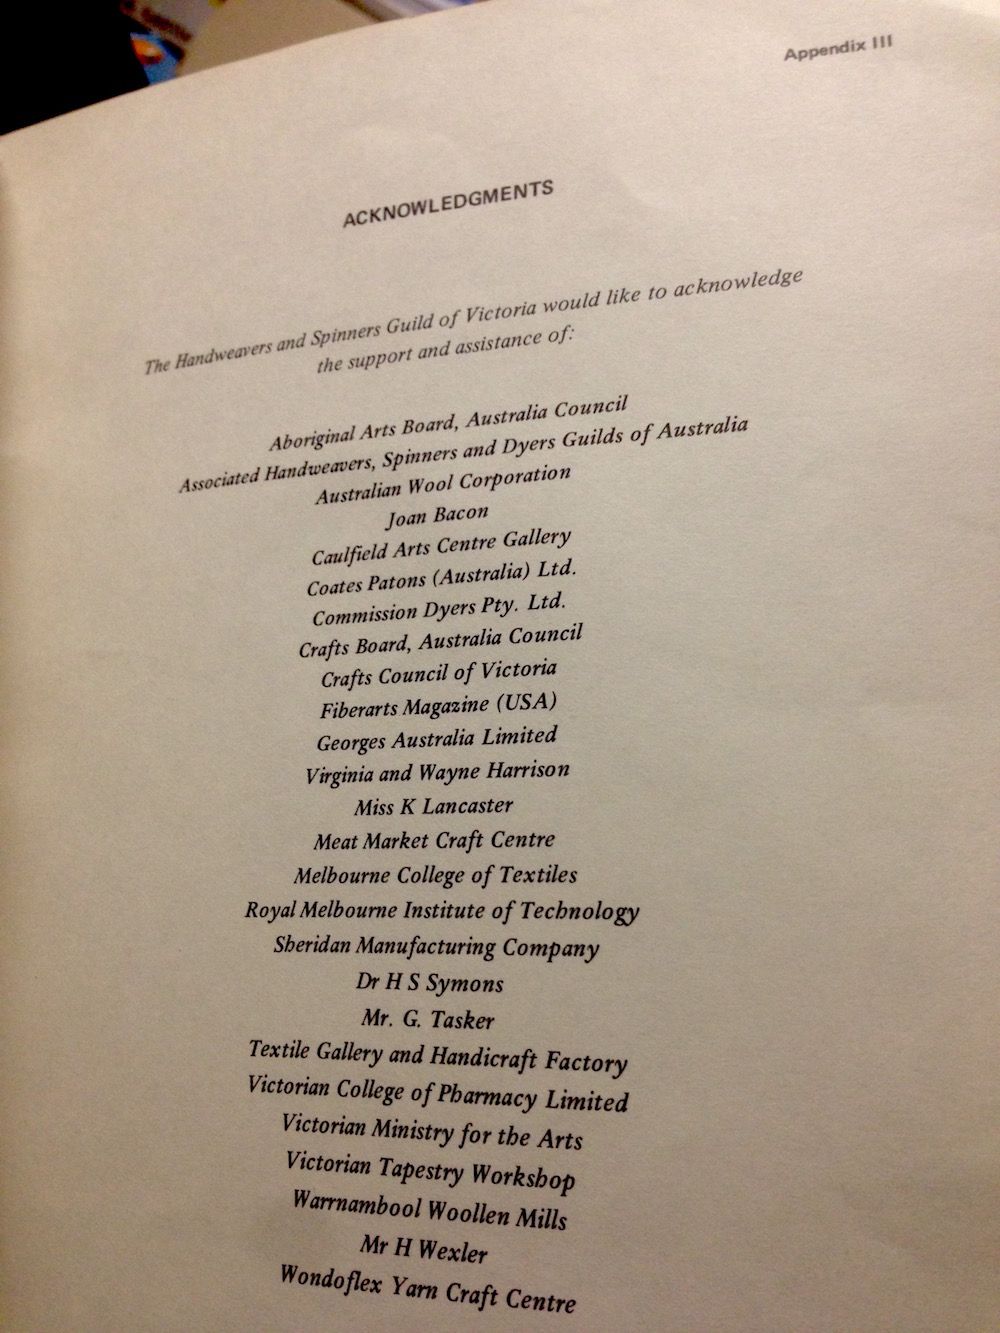 Appendix III
ACKNOWLEDGMENTS
The Handweavers and Spinners Guild of Victoria would like to acknowledge
the support and assistance of:
Aboriginal Arts Board, Australia Council
Associated Handweavers, Spinners and Dyers Guilds of Australia
Australian Wool Corporation
Joan Bacon
Caulfield Arts Centre Gallery
Coates Patons (Australia) Ltd.
Commission Dyers Pty. Ltd.
Crafts Board, Australia Council
Crafts Council of Victoria
Fiberarts Magazine (USA)
Georges Australia Limited
Virginia and Wayne Harrison
Miss K Lancaster
Meat Market Craft Centre
Melbourne College of Textiles
Royal Melbourne Institute of Technology
Sheridan Manufacturing Company
Dr H S Symons
Mr. G. Tasker
Textile Gallery and Handicraft Factory
Victorian College of Pharmacy Limited
Victorian Ministry for the Arts
Victorian Tapestry Workshop
Warrnambool Woollen Mills
Mr H Wexler
Wondoflex Yarn Craft Centre